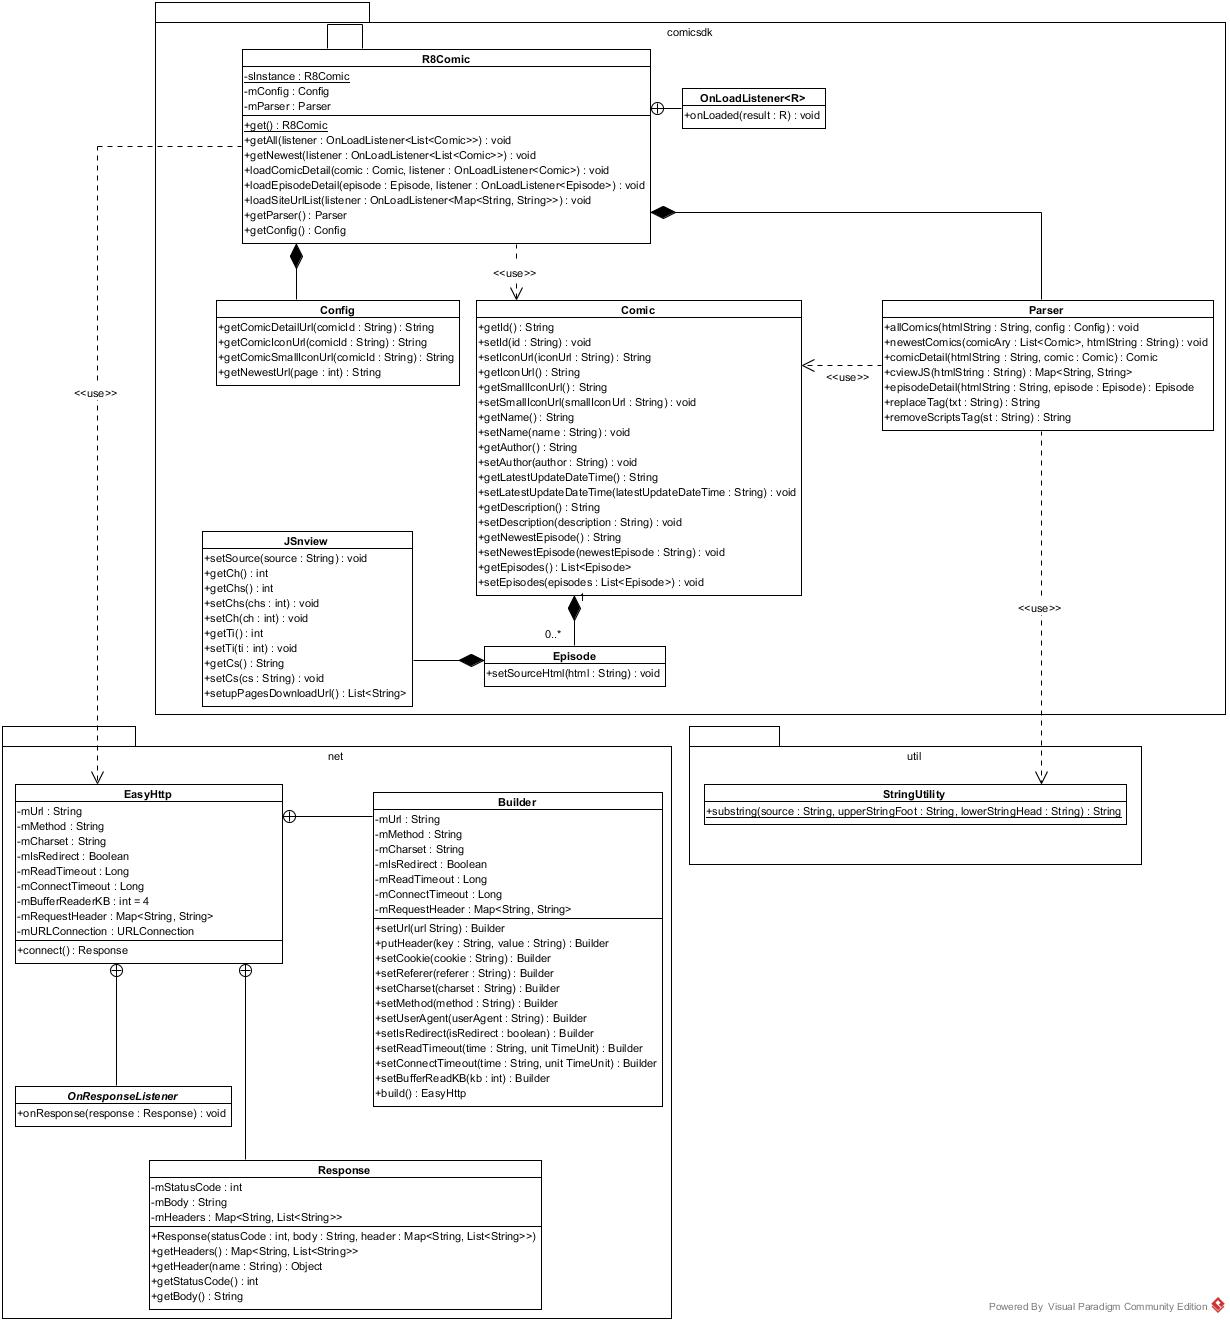 comicsdk
R8Comic
-sInstance : R8Comic
-mConfig : Config
-mParser : Parser
+get() : R8Comic
+getAll(listener : OnLoadListener<List<Comic>>) : void
+getNewest(listener : OnLoadListener<List<Comic>>) : void
+loadComicDetail(comic : Comic, listener : OnLoadListener<Comic>) : void
+loadEpisodeDetail(episode : Episode, listener : OnLoadListener<Episode>) : void
+loadSiteUrlList(listener : OnLoadListener<Map<String, String>>) : void
+getParser() : Parser
+getConfig() : Config
OnLoadListener<R>
+onLoaded(result : R) : void
<<use>>
Config
+getComicDetailUrl(comicId : String) : String
+getComicIconUrl(comicId : String) : String
+getComicSmallIconUrl(comicId : String) : String
+getNewestUrl(page : int) : String
Comic
+getId() : String
+setId(id : String) : void
+setIconUrl(iconUrl : String) : String
+getIconUrl() : String
+getSmallIconUrl() : String
+setSmallIconUrl(smallIconUrl : String) : void
+getName() : String
+setName(name : String) : void
+getAuthor() : String
+setAuthor(author : String) : void
+getLatestUpdateDateTime() : String
+setLatestUpdateDateTime(latestUpdateDateTime : String) : void
+getDescription() : String
+setDescription(description : String) : void
+getNewestEpisode() : String
+setNewestEpisode(newestEpisode : String) : void
+getEpisodes() : List<Episode>
+setEpisodes(episodes : List<Episode>) : void
Parser
+allComics(htmlString : String, config : Config) : void
+newestComics(comicAry : List<Comic>, htmlString : String) : void
+comicDetail(htmlString : String, comic : Comic) : Comic
+cviewJS(htmlString : String) : Map<String, String>
+episodeDetail(htmlString : String, episode : Episode) : Episode
+replaceTag(txt : String) : String
+removeScriptsTag(st : String) : String
<<use>>
<<use>>
JSnview
+setSource(source : String) : void
+getCh() : int
+getChs() : int
+setChs(chs : int) : void
+setCh(ch : int) : void
+getTi() : int
+setTi(ti : int) : void
+getCs() : String
+setCs(cs : String) : void
+setupPagesDownloadUrl() : List<String>
1
0..*
Episode
+setSourceHtml(html : String) : void
<<use>>
net
EasyHttp
-mUrl : String
-mMethod : String
-mCharset : String
-mIsRedirect : Boolean
-mReadTimeout : Long
-mConnectTimeout : Long
-mBufferReaderKB : int = 4
-mRequestHeader : Map<String, String>
-mURLConnection : URLConnection
+connect() : Response
Builder
-mUrl : String
-mMethod : String
-mCharset : String
-mIsRedirect : Boolean
-mReadTimeout : Long
-mConnectTimeout : Long
-mRequestHeader : Map<String, String>
+setUrl(url String) : Builder
+putHeader(key : String, value : String) : Builder
+setCookie(cookie : String) : Builder
+setReferer(referer : String) : Builder
+setCharset(charset : String) : Builder
+setMethod(method : String) : Builder
+setUserAgent(userAgent : String) : Builder
+setIsRedirect(isRedirect : boolean) : Builder
+setReadTimeout(time : String, unit TimeUnit) : Builder
+setConnectTimeout(time : String, unit TimeUnit) : Builder
+setBufferReadKB(kb : int) : Builder
+build() : EasyHttp
OnResponseListener
+onResponse(response : Response) : void
Response
-mStatusCode : int
-mBody : String
-mHeaders : Map<String, List<String>>
+Response(statusCode : int, body : String, header : Map<String, List<String>>)
+getHeaders() : Map<String, List<String>>
+getHeader(name : String) : Object
+getStatusCode() : int
+getBody() : String
util
StringUtility
+substring(source : String, upperStringFoot : String, lowerStringHead : String) : String
Powered By Visual Paradigm Community Edition